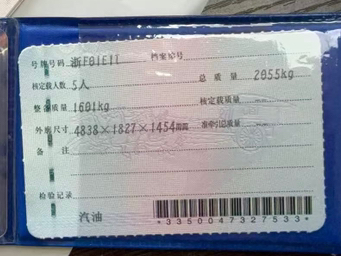 号牌号码 浙F01E1T 档案编号
核定载人数 5人 总质量 2055kg
整备质量 1601kg 核定载质量 --
外廓尺寸 4838×1827×1454mm 准牵引总质量 --
备注
检验记录
汽油 *3350047327533*